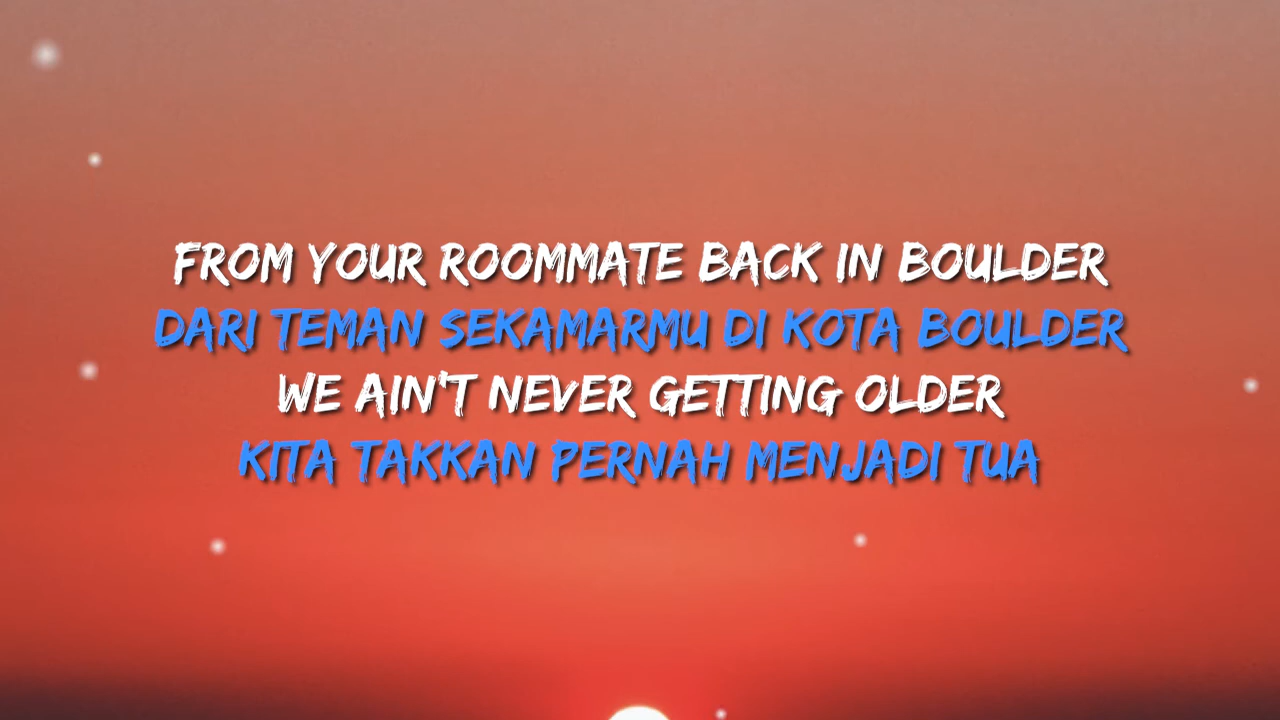 FROM YOUR ROOMMATE BACK IN BOULDER
DARI TEMAN SEKAMARMU DI KOTA BOULDER
WE AIN'T NEVER GETTING OLDER
KITA TAKKAN PERNAH MENJADI TUA